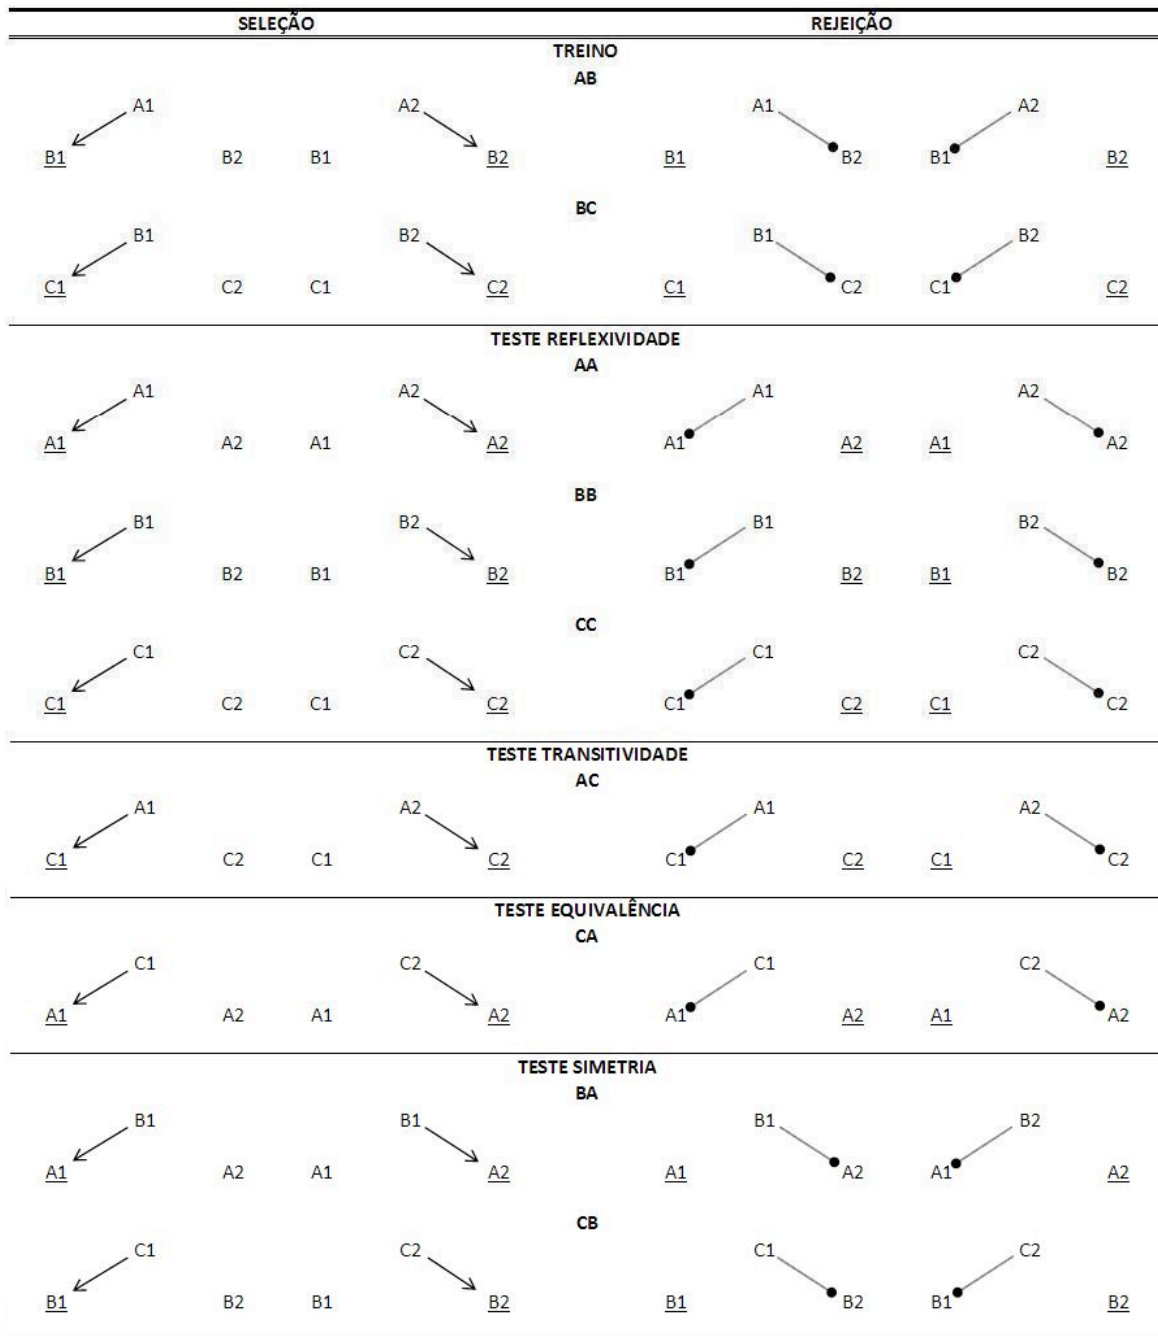 SELEÇÃO REJEIÇÃO
TREINO
AB
A1 A2 A1 A2
B1 B2 B1 B2 B1 B2 B1 B2
BC
B1 B2 B1 B2
C1 C2 C1 C2 C1 C2 C1 C2
TESTE REFLEXIVIDADE
AA
A1 A2 A1 A2
A1 A2 A1 A2 A1 A2 A1 A2
BB
B1 B2 B1 B2
B1 B2 B1 B2 B1 B2 B1 B2
CC
C1 C2 C1 C2
C1 C2 C1 C2 C1 C2 C1 C2
TESTE TRANSITIVIDADE
AC
A1 A2 A1 A2
C1 C2 C1 C2 C1 C2 C1 C2
TESTE EQUIVALÊNCIA
CA
C1 C2 C1 C2
A1 A2 A1 A2 A1 A2 A1 A2
TESTE SIMETRIA
BA
B1 B1 B1 B2
A1 A2 A1 A2 A1 A2 A1 A2
CB
C1 C2 C1 C2
B1 B2 B1 B2 B1 B2 B1 B2